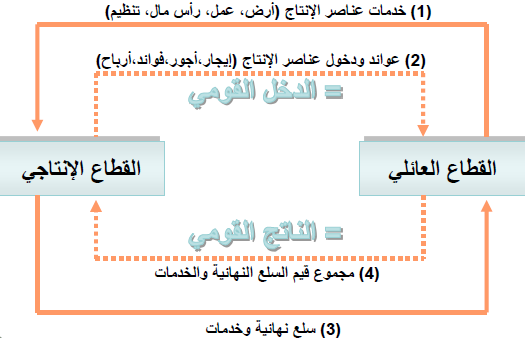 (1) خدمات عناصر الإنتاج (أرض، عمل، رأس مال، تنظيم)
(2) عوائد ودخول عناصر الإنتاج (إيجار،أجور،فوائد،أرباح)
= الدخل القومي
القطاع العائلي
القطاع الإنتاجي
= الناتج القومي
(4) مجموع قيم السلع النهائية والخدمات
(3) سلع نهائية وخدمات